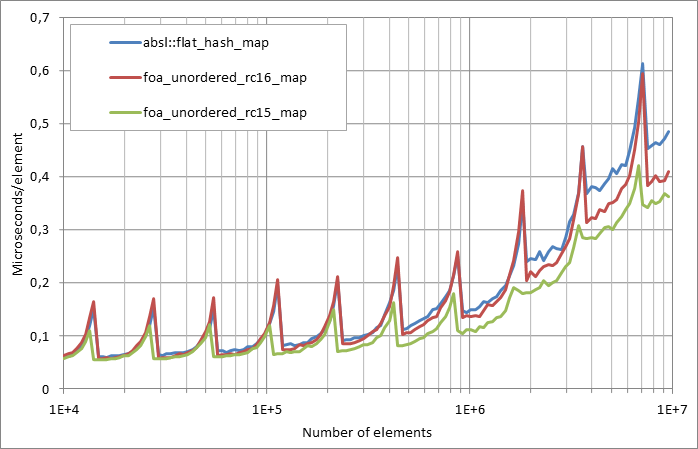 0,7
0,6
0,5
0,4
0,3
0,2
0,1
0
Microseconds/element
absl::flat_hash_map
foa_unordered_rc16_map
foa_unordered_rc15_map
1E+4
1E+5
1E+6
1E+7
Number of elements